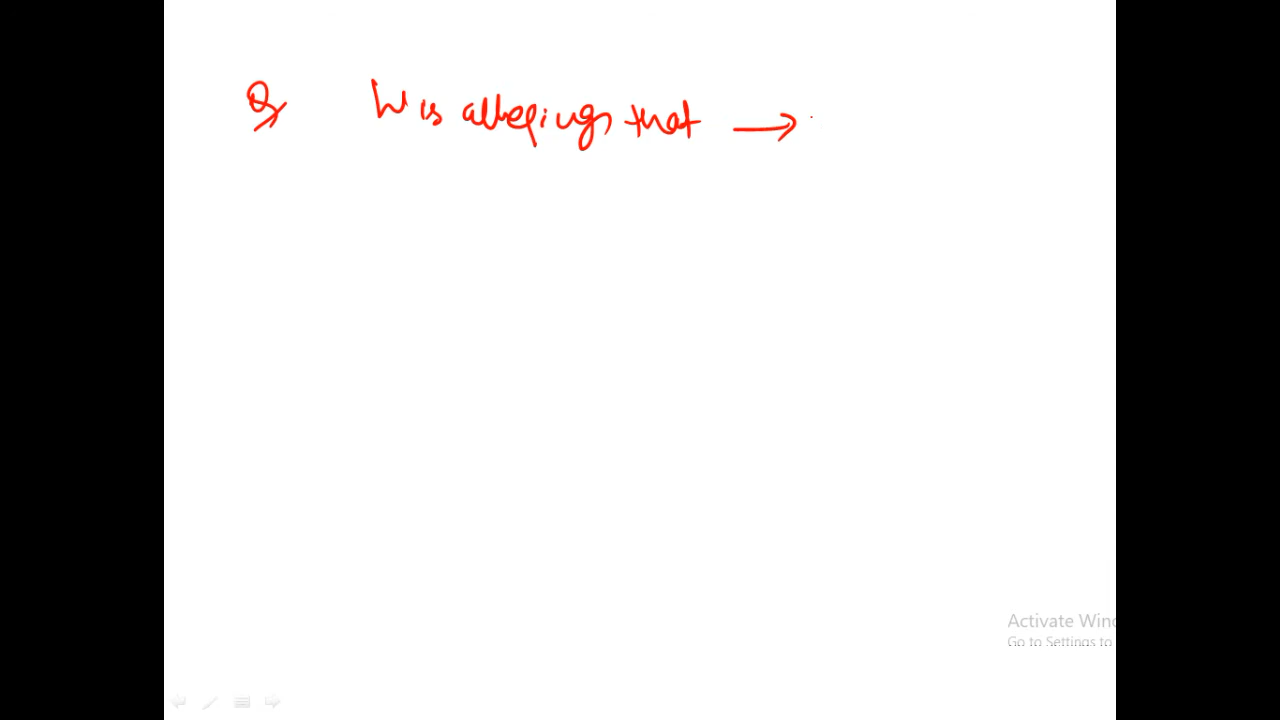 Q W is alleging that →
Activate Win
Go to Settings to